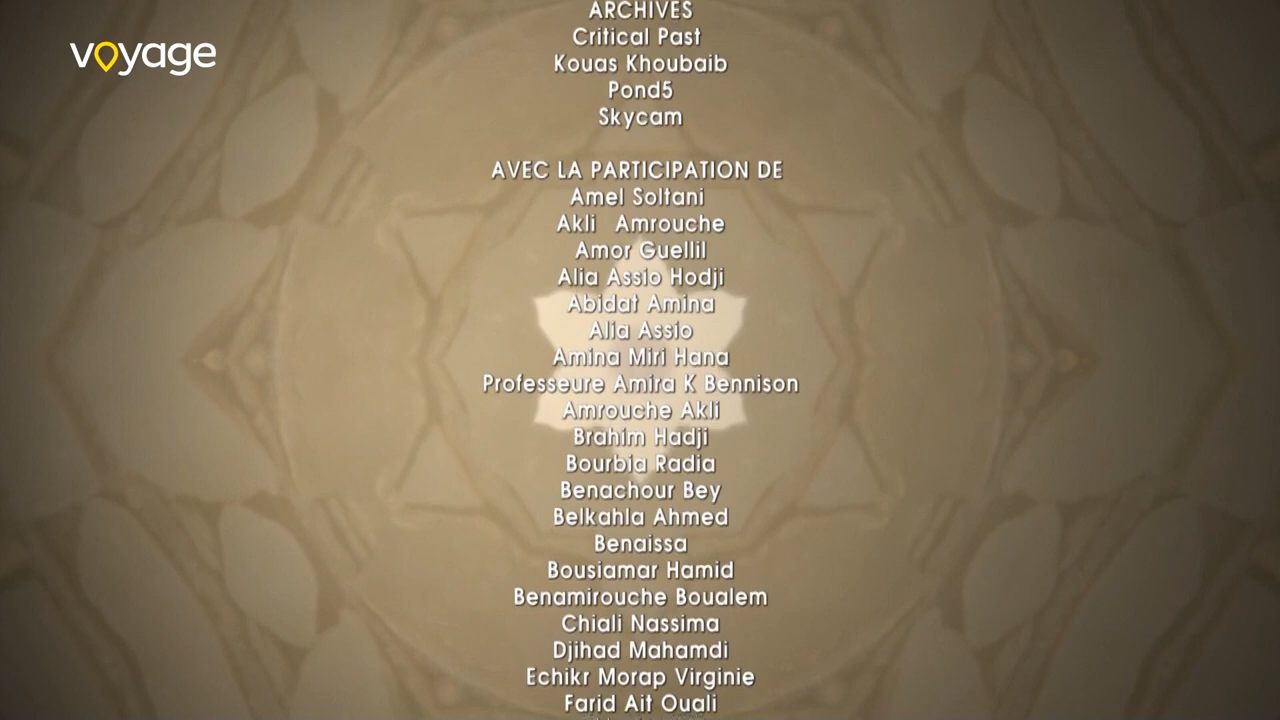 voyage
ARCHIVES
Critical Past
Kouas Khoubaib
Pond5
Skycam
AVEC LA PARTICIPATION DE
Amel Soltani
Akli Amrouche
Amor Guellil
Alia Assio Hodji
Abidat Amina
Alia Assio
Amina Miri Hana
Professeure Amira K Bennison
Amrouche Akli
Brahim Hadji
Bourbia Radia
Benachour Bey
Belkahla Ahmed
Benaissa
Bousiamar Hamid
Benamirouche Boualem
Chiali Nassima
Djihad Mahamdi
Echikr Morap Virginie
Farid Ait Ouali